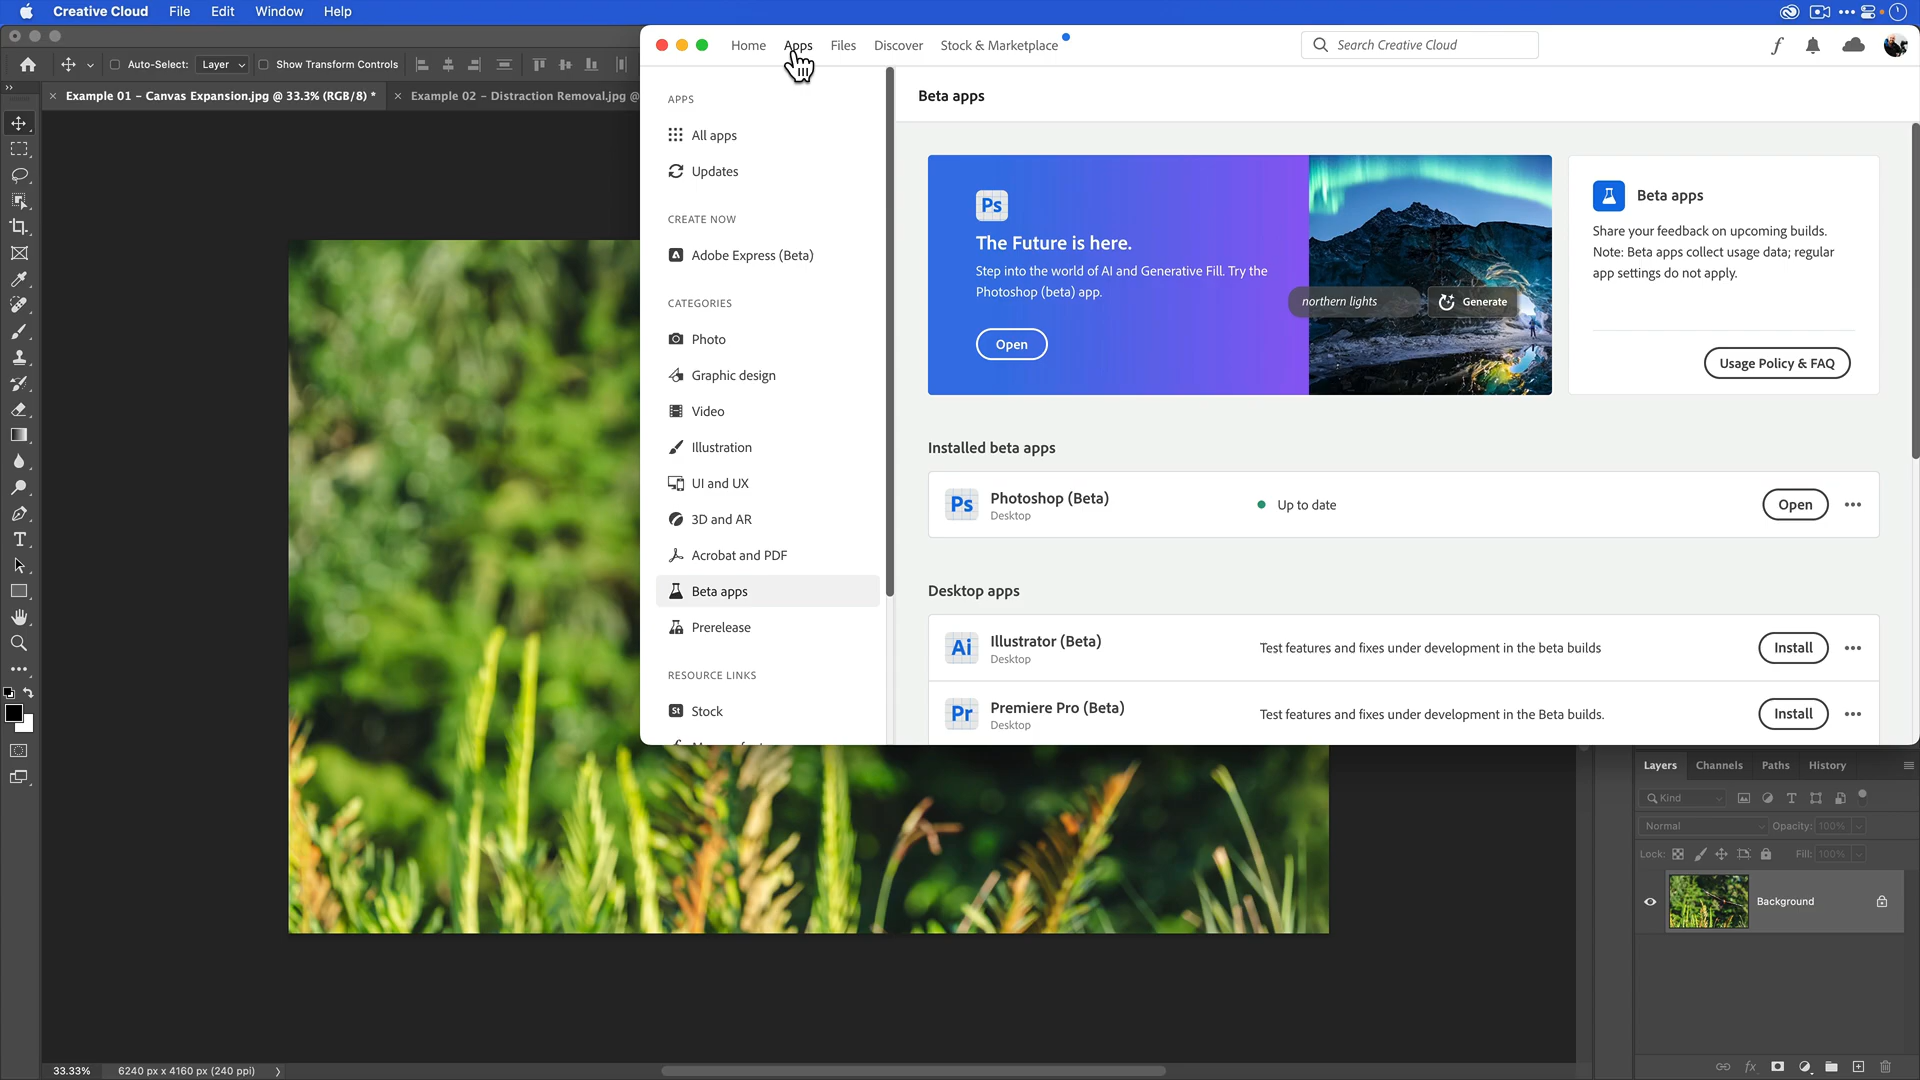 Creative Cloud File Edit Window Help
Auto-Select: Layer Show Transform Controls
Example 01 - Canvas Expansion.jpg @ 33.3% (RGB/8) *
Example 02 - Distraction Removal.jpg @
Home Apps Files Discover Stock & Marketplace
Search Creative Cloud
APPS
All apps
Updates
CREATE NOW
Adobe Express (Beta)
CATEGORIES
Photo
Graphic design
Video
Illustration
UI and UX
3D and AR
Acrobat and PDF
Beta apps
Prerelease
RESOURCE LINKS
St Stock
Beta apps
Ps
The Future is here.
Step into the world of AI and Generative Fill. Try the
Photoshop (beta) app.
Open
northern lights
Generate
Beta apps
Share your feedback on upcoming builds.
Note: Beta apps collect usage data; regular
app settings do not apply.
Usage Policy & FAQ
Installed beta apps
Ps Photoshop (Beta)
Desktop
Up to date
Open
Desktop apps
Ai Illustrator (Beta)
Desktop
Test features and fixes under development in the beta builds
Install
Pr Premiere Pro (Beta)
Desktop
Test features and fixes under development in the Beta builds.
Install
Layers Channels Paths History
Kind
Normal Opacity: 100%
Lock: Fill: 100%
Background
fx
33.33% 6240 px x 4160 px (240 ppi)